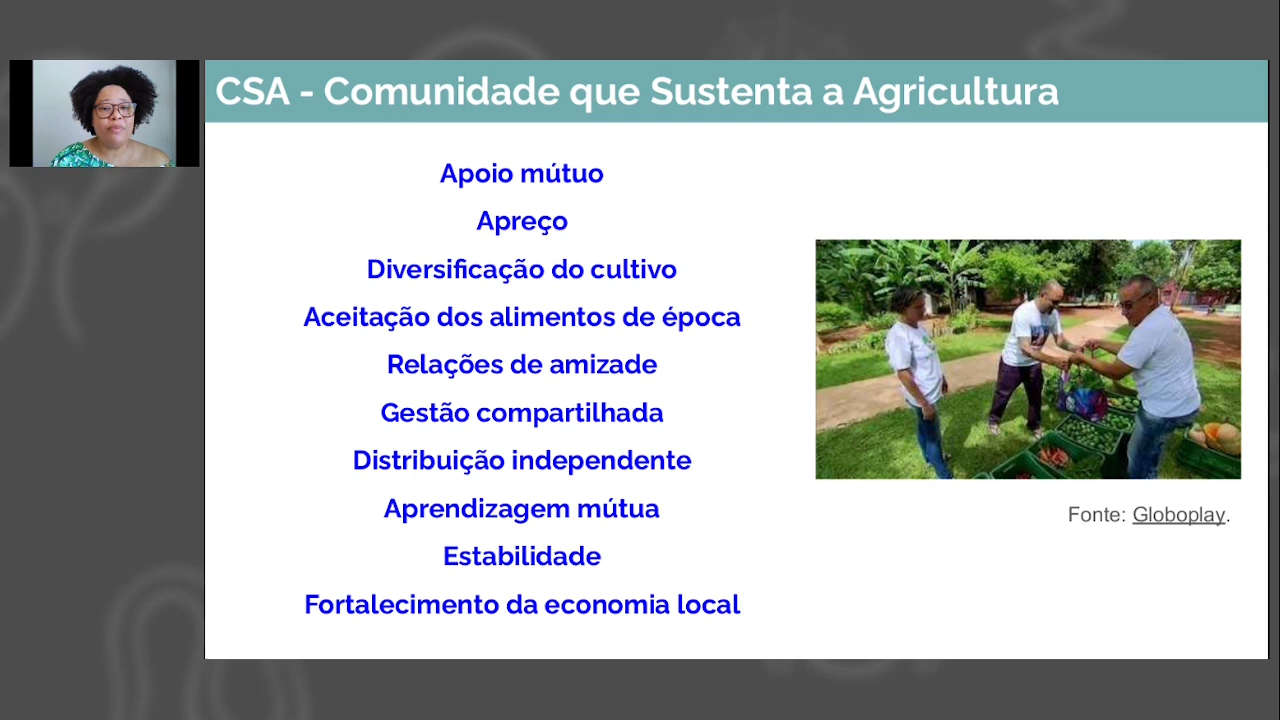 CSA - Comunidade que Sustenta a Agricultura
Apoio mútuo
Apreço
Diversificação do cultivo
Aceitação dos alimentos de época
Relações de amizade
Gestão compartilhada
Distribuição independente
Aprendizagem mútua
Estabilidade
Fortalecimento da economia local
Fonte: Globoplay.